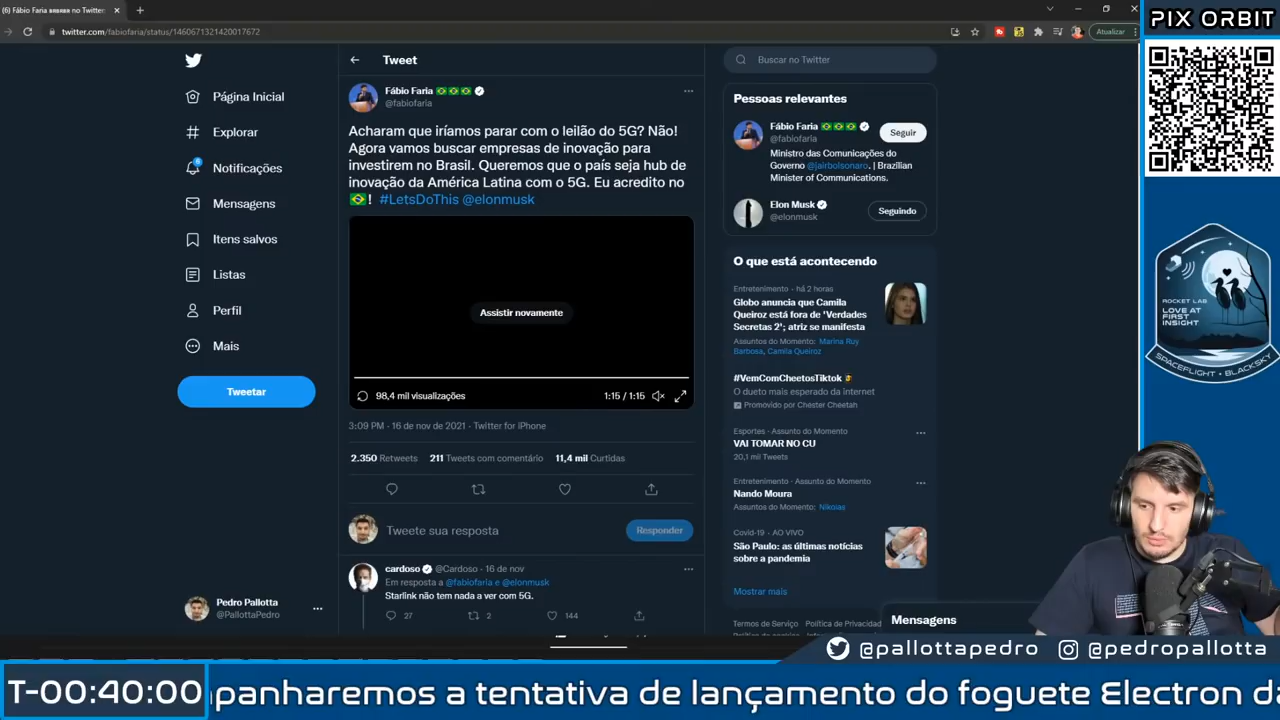 (6) Fábio Faria
no Twitter
twitter.com/fabiofaria/status/1460671321420017672
Atualizar
Página Inicial
Explorar
6
Notificações
Mensagens
Itens salvos
Listas
Perfil
Mais
Tweetar
Pedro Pallotta
@PallottaPedro
Tweet
Fábio Faria 🇧🇷🇧🇷🇧🇷
@fabiofaria
Acharam que iríamos parar com o leilão do 5G? Não!
Agora vamos buscar empresas de inovação para
investirem no Brasil. Queremos que o país seja hub de
inovação da América Latina com o 5G. Eu acredito no
🇧🇷! #LetsDoThis @elonmusk
Assistir novamente
98,4 mil visualizações
1:15 / 1:15
3:09 PM · 16 de nov de 2021 · Twitter for iPhone
2.350 Retweets 211 Tweets com comentário 11,4 mil Curtidas
Tweete sua resposta
Responder
cardoso @Cardoso · 16 de nov
Em resposta a @fabiofaria e @elonmusk
Starlink não tem nada a ver com 5G.
27
2
144
Buscar no Twitter
Pessoas relevantes
Fábio Faria 🇧🇷🇧🇷🇧🇷
@fabiofaria
Seguir
Ministro das Comunicações do
Governo @jairbolsonaro. | Brazilian
Minister of Communications.
Elon Musk
@elonmusk
Seguindo
O que está acontecendo
Entretenimento · há 2 horas
Globo anuncia que Camila
Queiroz está fora de 'Verdades
Secretas 2'; atriz se manifesta
Assuntos do Momento: Marina Ruy
Barbosa, Camila Queiroz
#VemComCheetosTiktok
O dueto mais esperado da internet
Promovido por Chester Cheetah
Esportes · Assunto do Momento
VAI TOMAR NO CU
20,1 mil Tweets
Entretenimento · Assunto do Momento
Nando Moura
Assuntos do Momento: Nikolas
Covid-19 · AO VIVO
São Paulo: as últimas notícias
sobre a pandemia
Mostrar mais
Termos de Serviço Política de Privacidade
Mensagens
PIX ORBIT
ROCKET LAB
LOVE AT
FIRST
INSIGHT
SPACEFLIGHT • BLACKSKY
@pallottapedro
@pedropallotta
T-00:40:00
panharemos a tentativa de lançamento do foguete Electron da